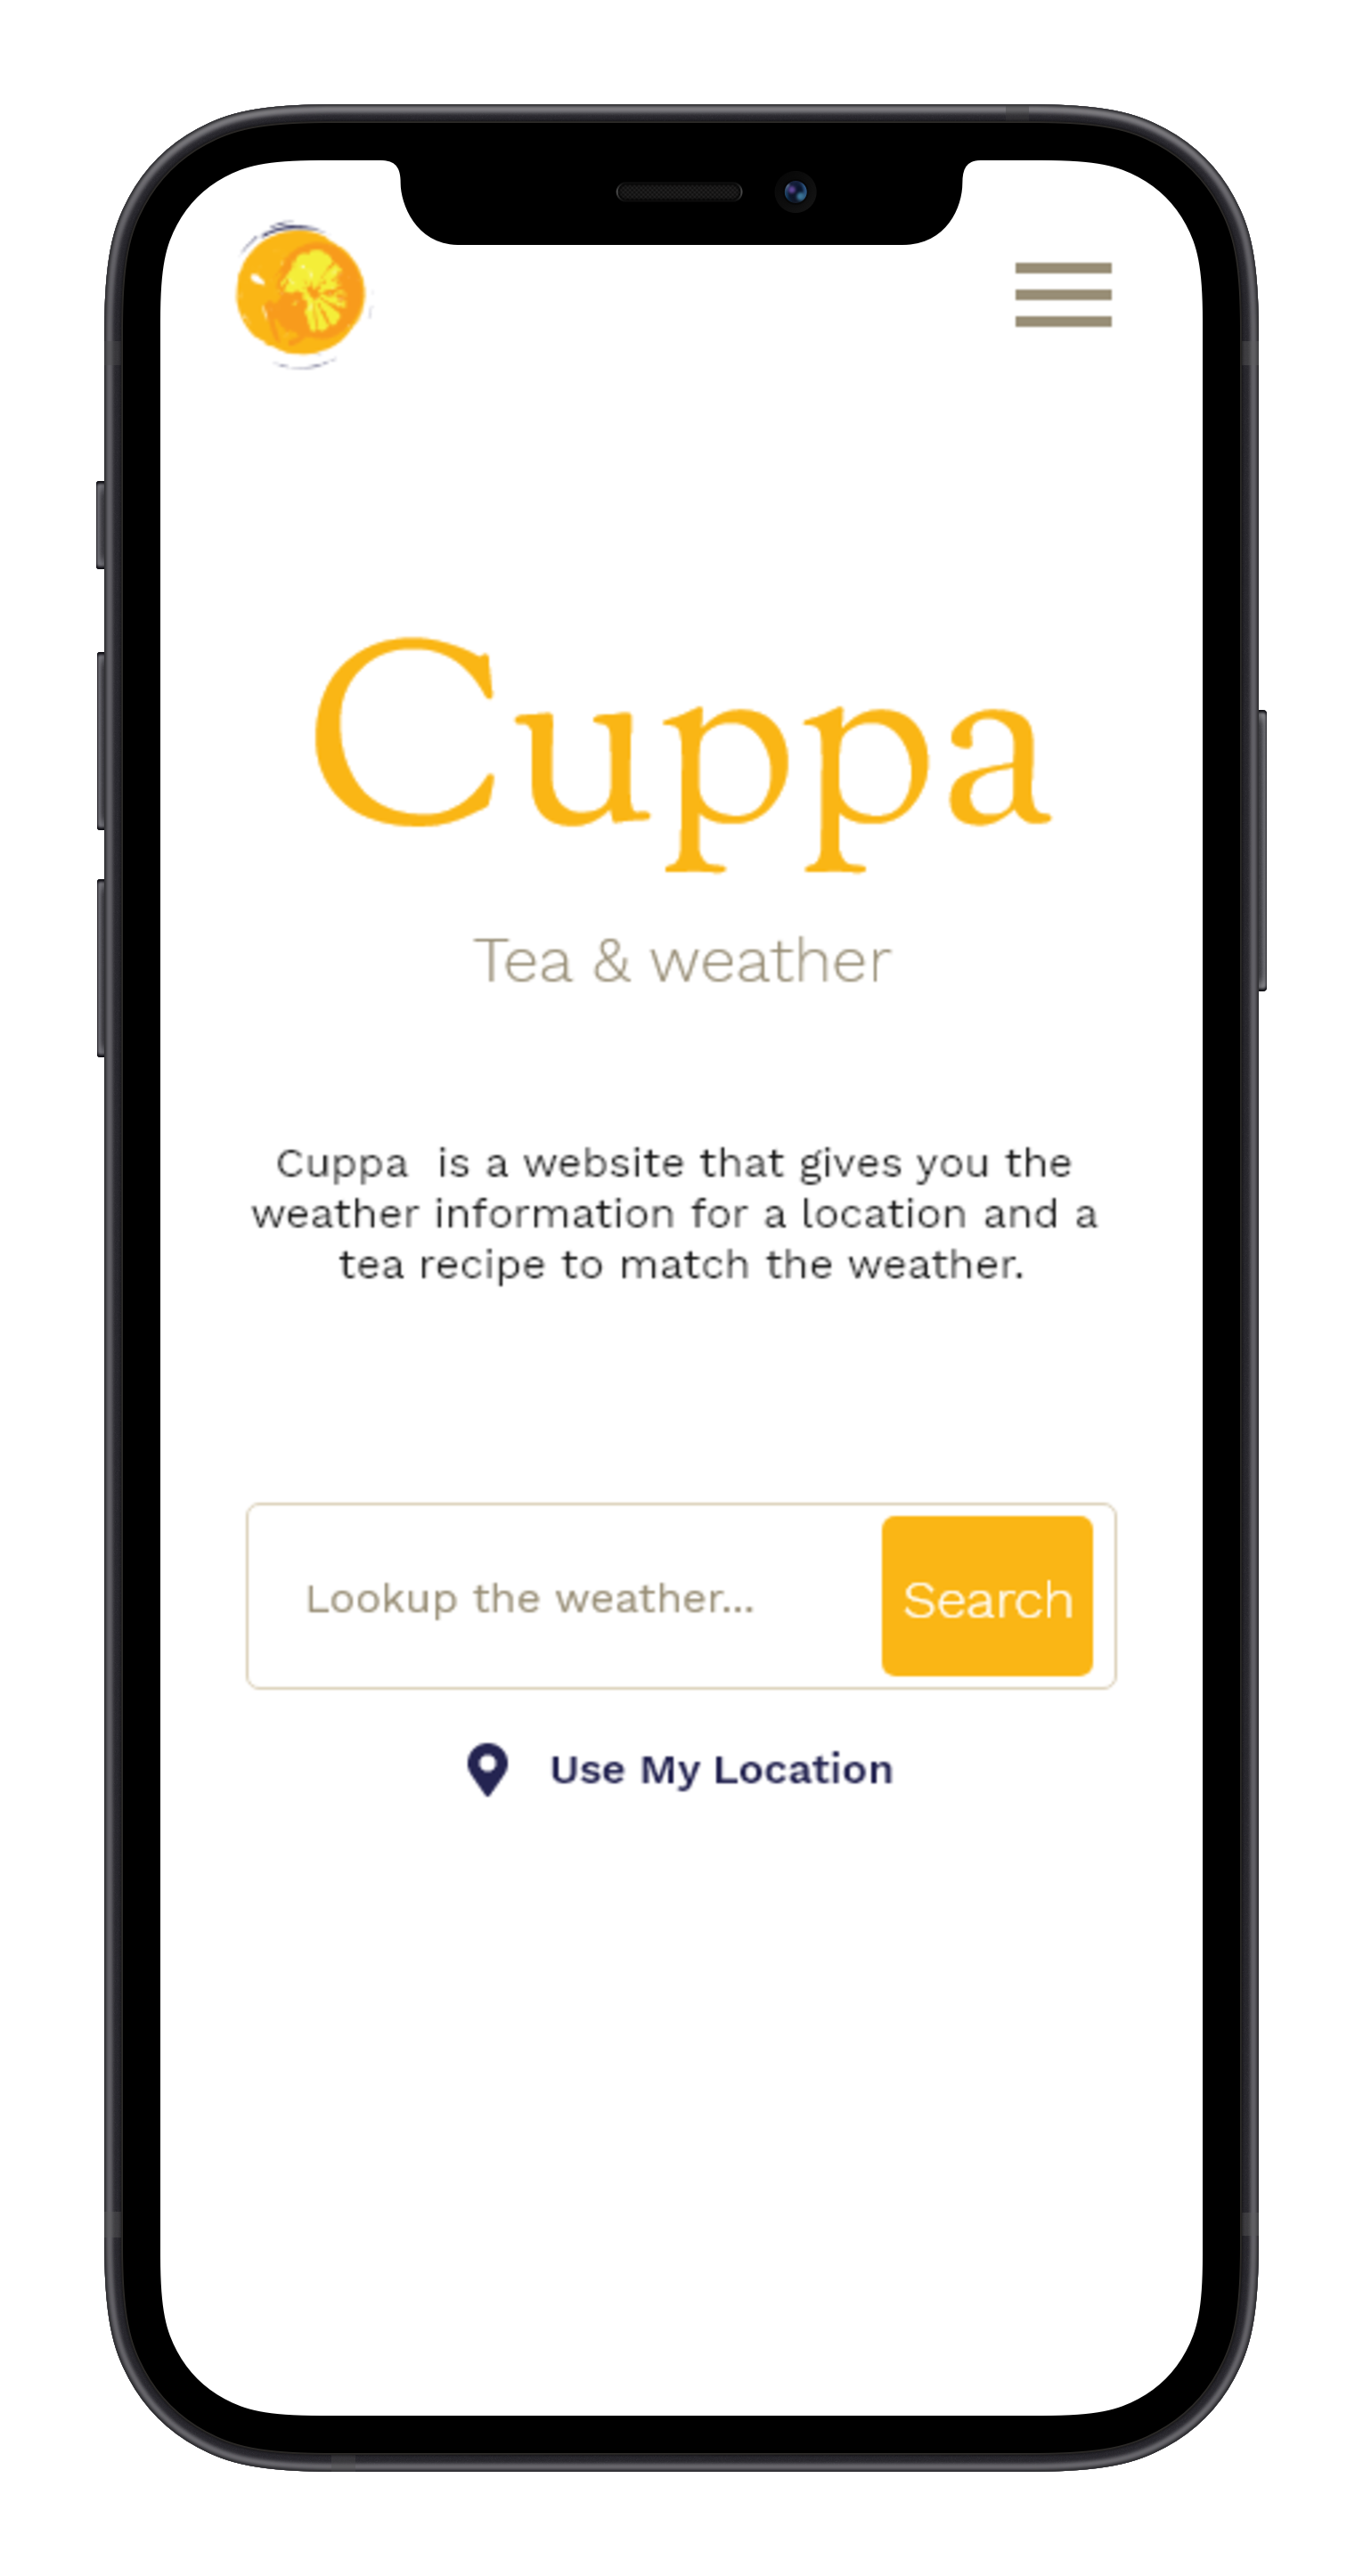 Cuppa
Tea & weather
Cuppa  is a website that gives you the
weather information for a location and a
tea recipe to match the weather.
Lookup the weather...
Search
Use My Location